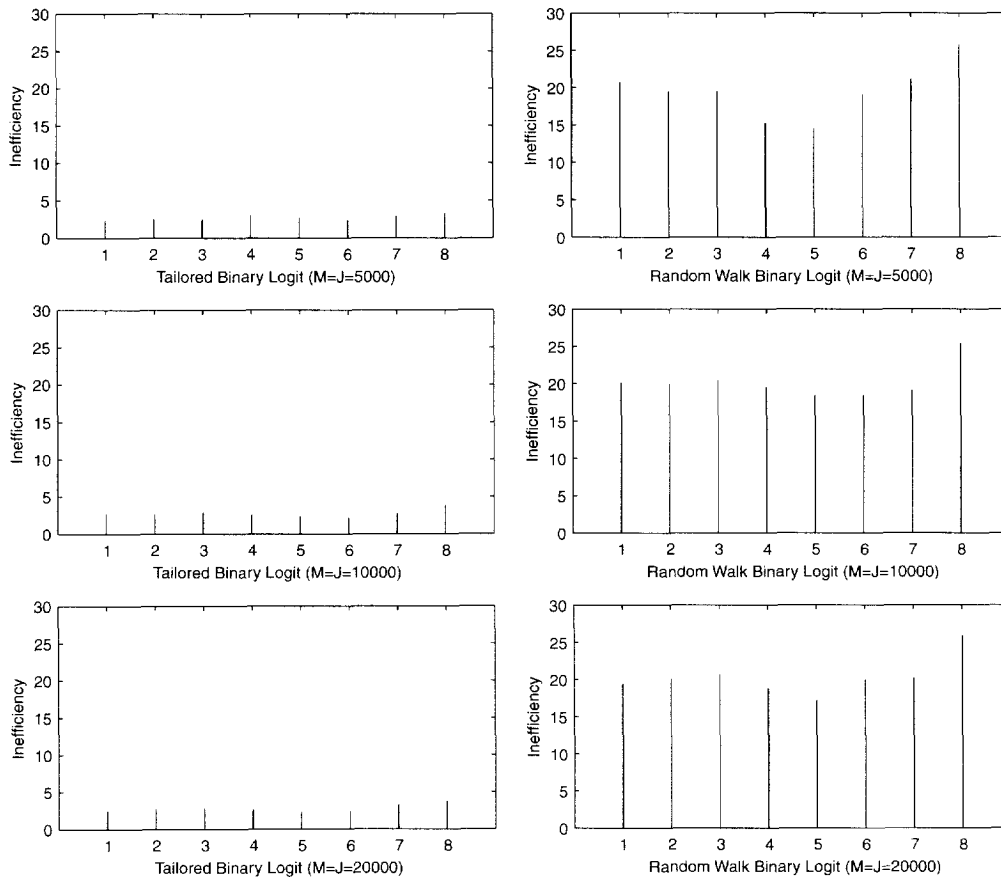 30
25
20
15
10
5
0
Inefficiency
1 2 3 4 5 6 7 8
Tailored Binary Logit (M=J=5000)
30
25
20
15
10
5
0
Inefficiency
1 2 3 4 5 6 7 8
Random Walk Binary Logit (M=J=5000)
30
25
20
15
10
5
0
Inefficiency
1 2 3 4 5 6 7 8
Tailored Binary Logit (M=J=10000)
30
25
20
15
10
5
0
Inefficiency
1 2 3 4 5 6 7 8
Random Walk Binary Logit (M=J=10000)
30
25
20
15
10
5
0
Inefficiency
1 2 3 4 5 6 7 8
Tailored Binary Logit (M=J=20000)
30
25
20
15
10
5
0
Inefficiency
1 2 3 4 5 6 7 8
Random Walk Binary Logit (M=J=20000)